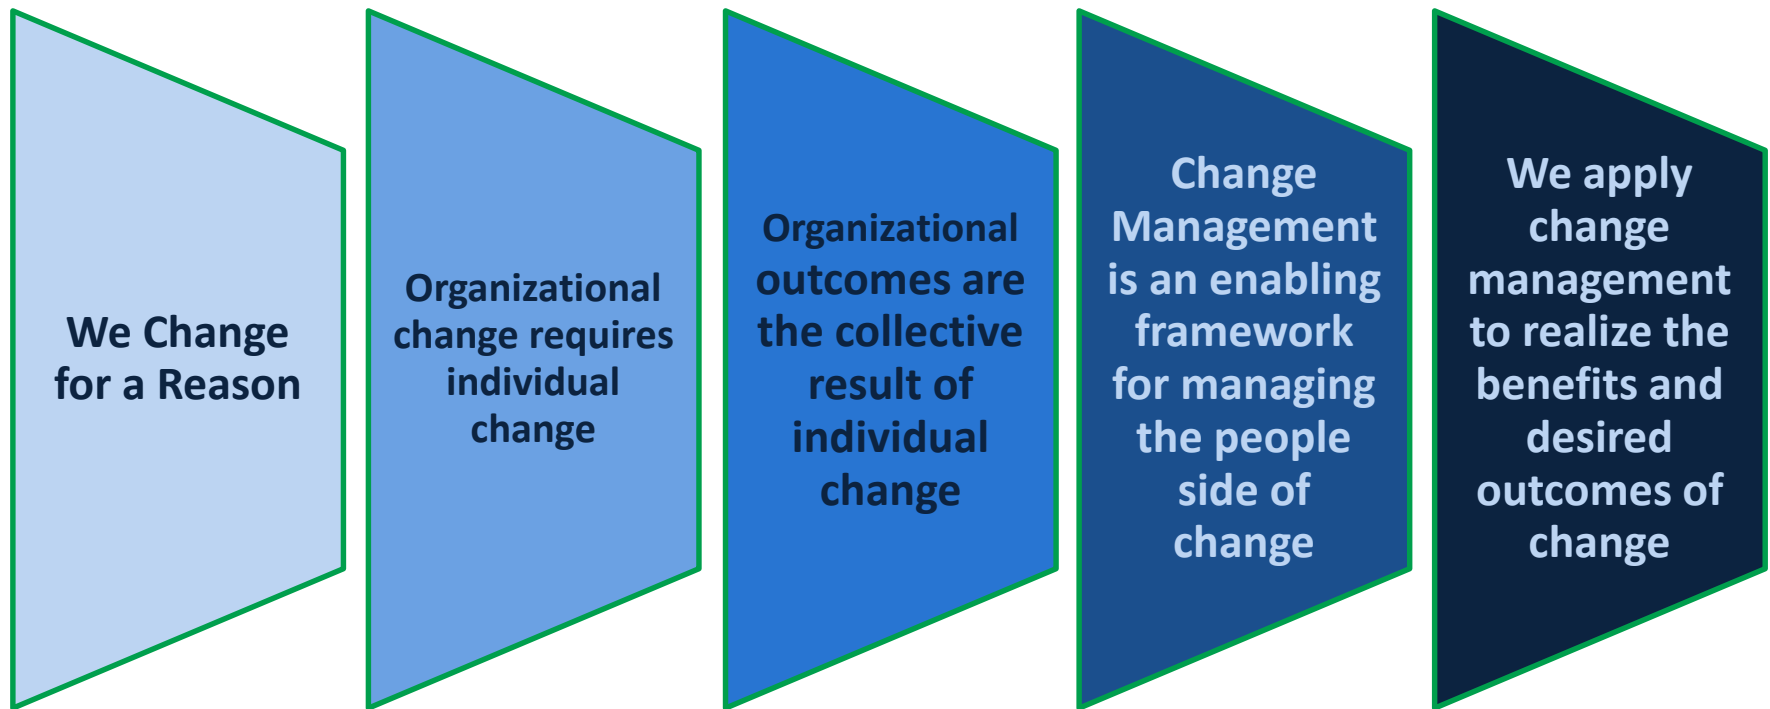 We Change
for a Reason
Organizational
change requires
individual
change
Organizational
outcomes are
the collective
result of
individual
change
Change
Management
is an enabling
framework
for managing
the people
side of
change
We apply
change
management
to realize the
benefits and
desired
outcomes of
change